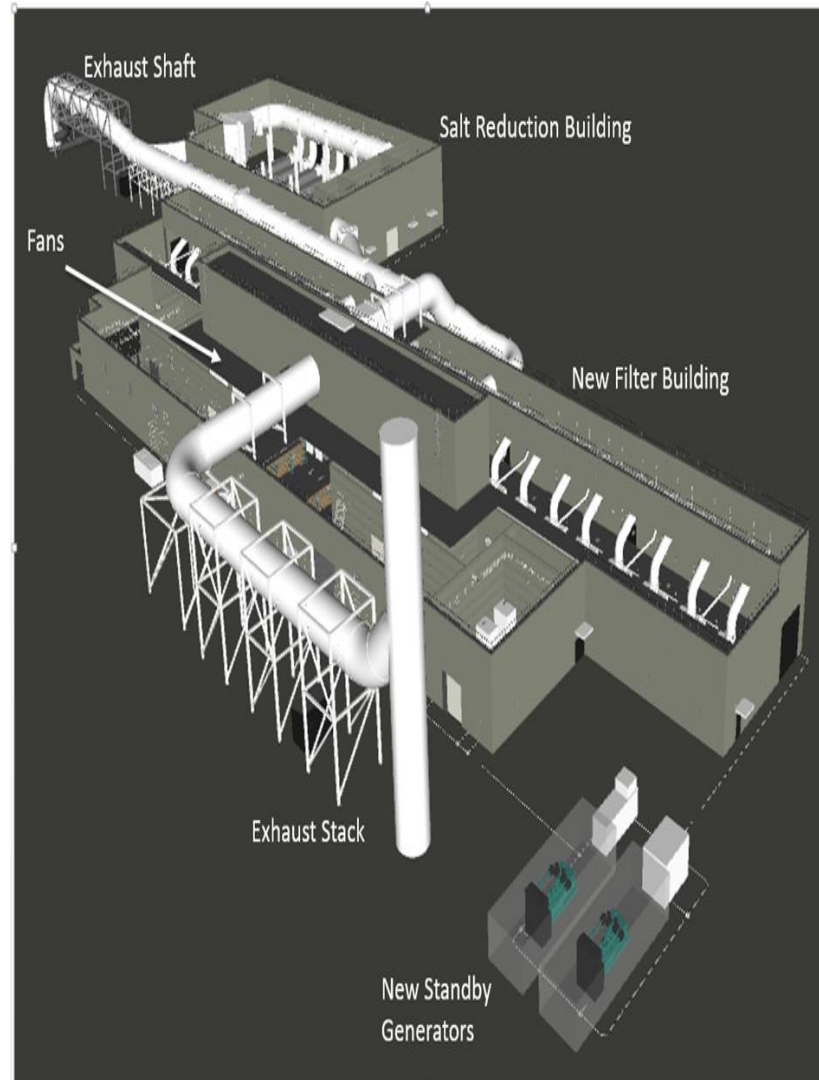 Exhaust Shaft
Salt Reduction Building
Fans
New Filter Building
Exhaust Stack
New Standby
Generators